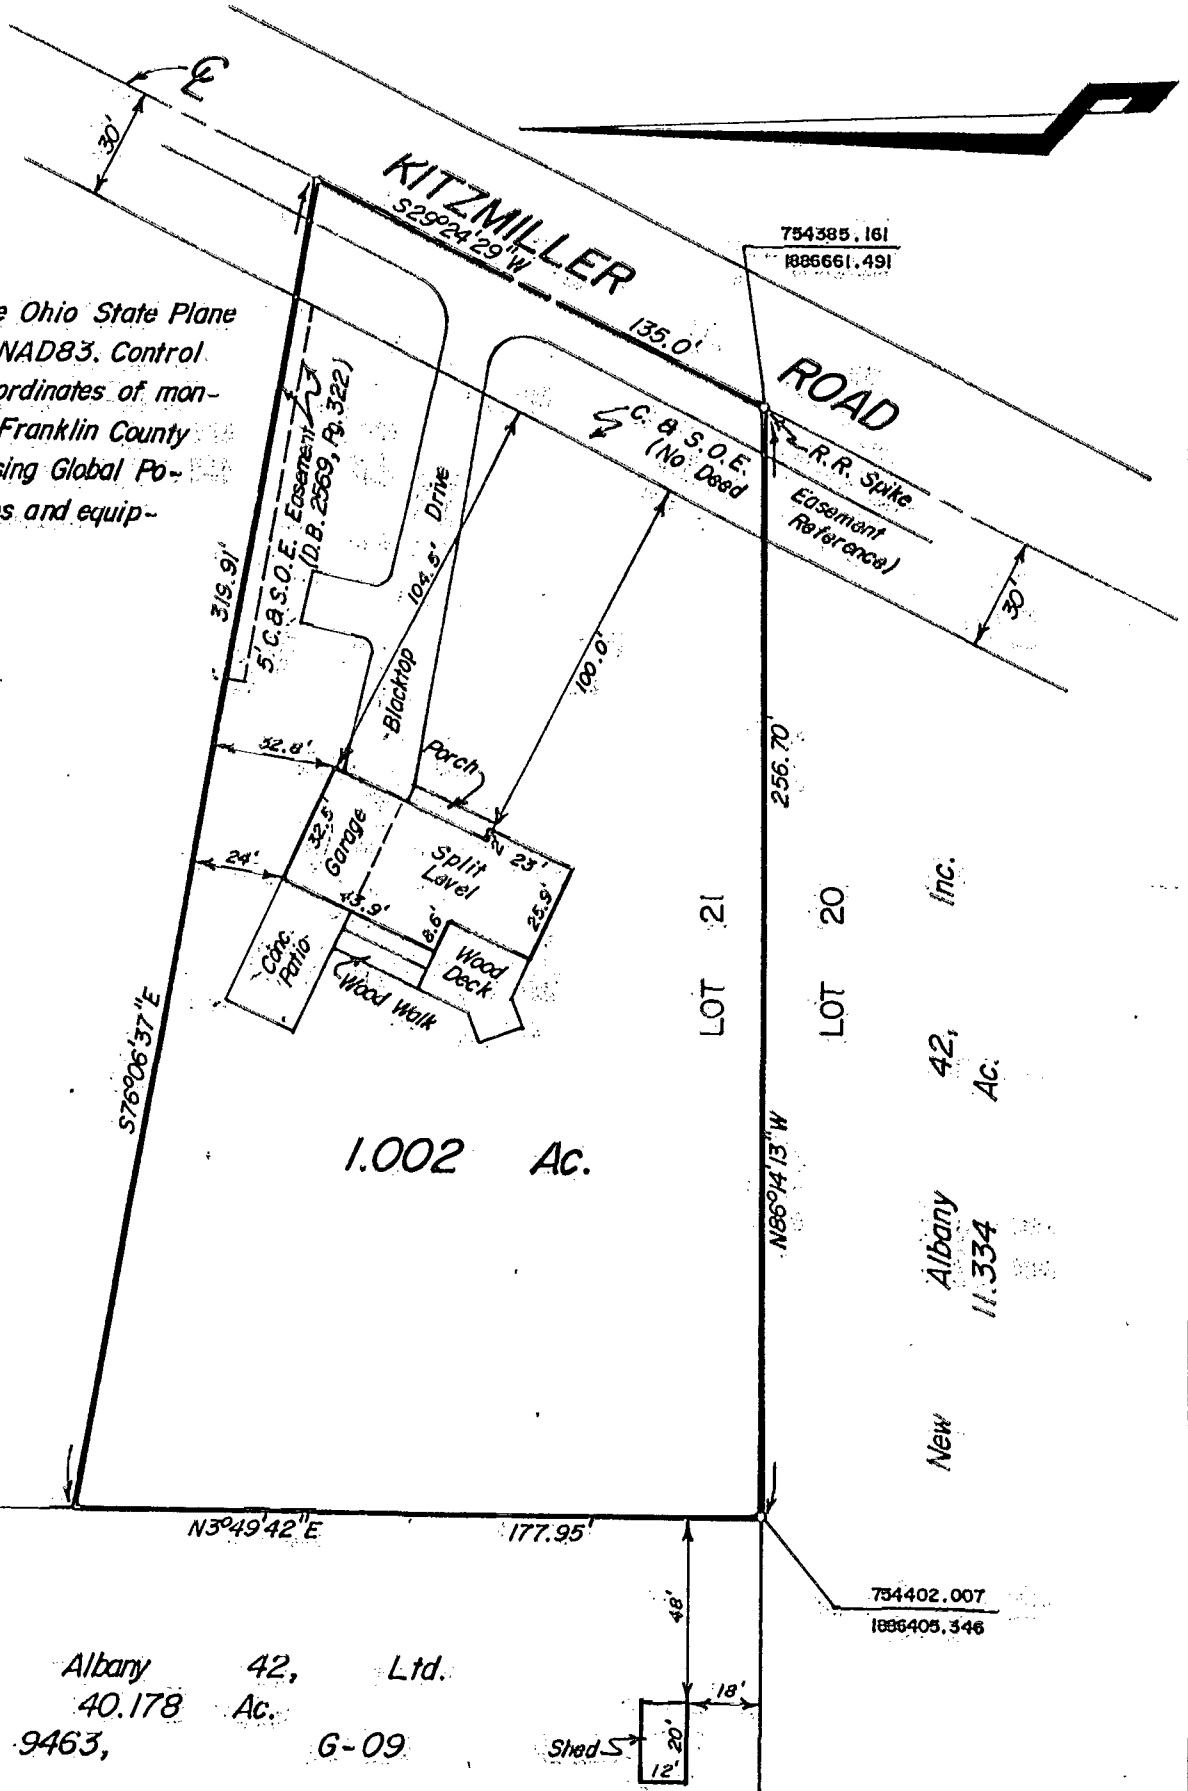 ℄
30'
KITZMILLER
S29°24'29"W
135.0'
ROAD
754385.161
1886661.491
e Ohio State Plane
NAD83. Control
ordinates of mon-
Franklin County
sing Global Po-
s and equip-
C. & S.O.E.
(No Deed
Easement
Reference)
R.R. Spike
30'
5' C.& S.O.E. Easement
(D.B. 2569, Pg. 322)
319.91'
104.5'
Drive
Blacktop
100.0'
256.70'
32.8'
Porch
32.5'
Garage
Split
Level
23'
24'
43.9'
8.6'
25.9'
Conc.
Patio
Wood
Deck
Wood Walk
LOT 21
LOT 20
S76°06'37"E
N86°14'13"W
1.002 Ac.
New Albany 42, Inc.
11.334 Ac.
N3°49'42"E
177.95'
754402.007
1886405.346
48'
18'
Albany 42, Ltd.
40.178 Ac.
9463, G-09
Shed
20'
12'